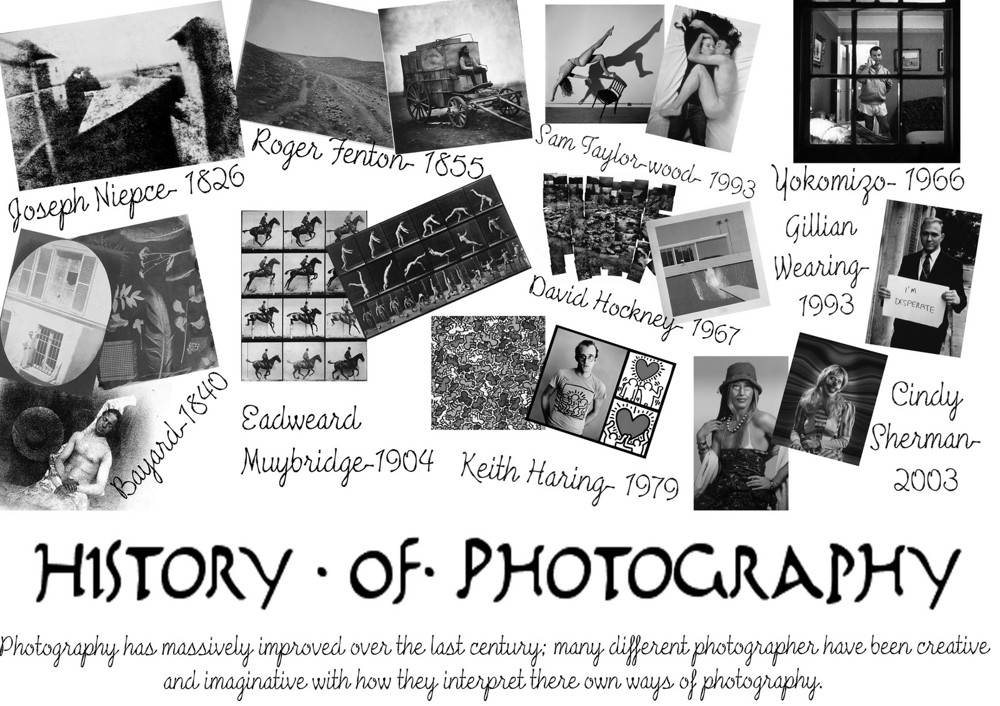 Joseph Niepce- 1826
Roger Fenton- 1855
Sam Taylor-wood- 1993
Yokomizo- 1966
Gillian
Wearing-
1993
I'M
DESPERATE
David Hockney- 1967
Bayard-1840
Eadweard
Muybridge-1904
Keith Haring- 1979
Cindy
Sherman-
2003
HISTORY · OF · PHOTOGRAPHY
Photography has massively improved over the last century; many different photographer have been creative
and imaginative with how they interpret there own ways of photography.